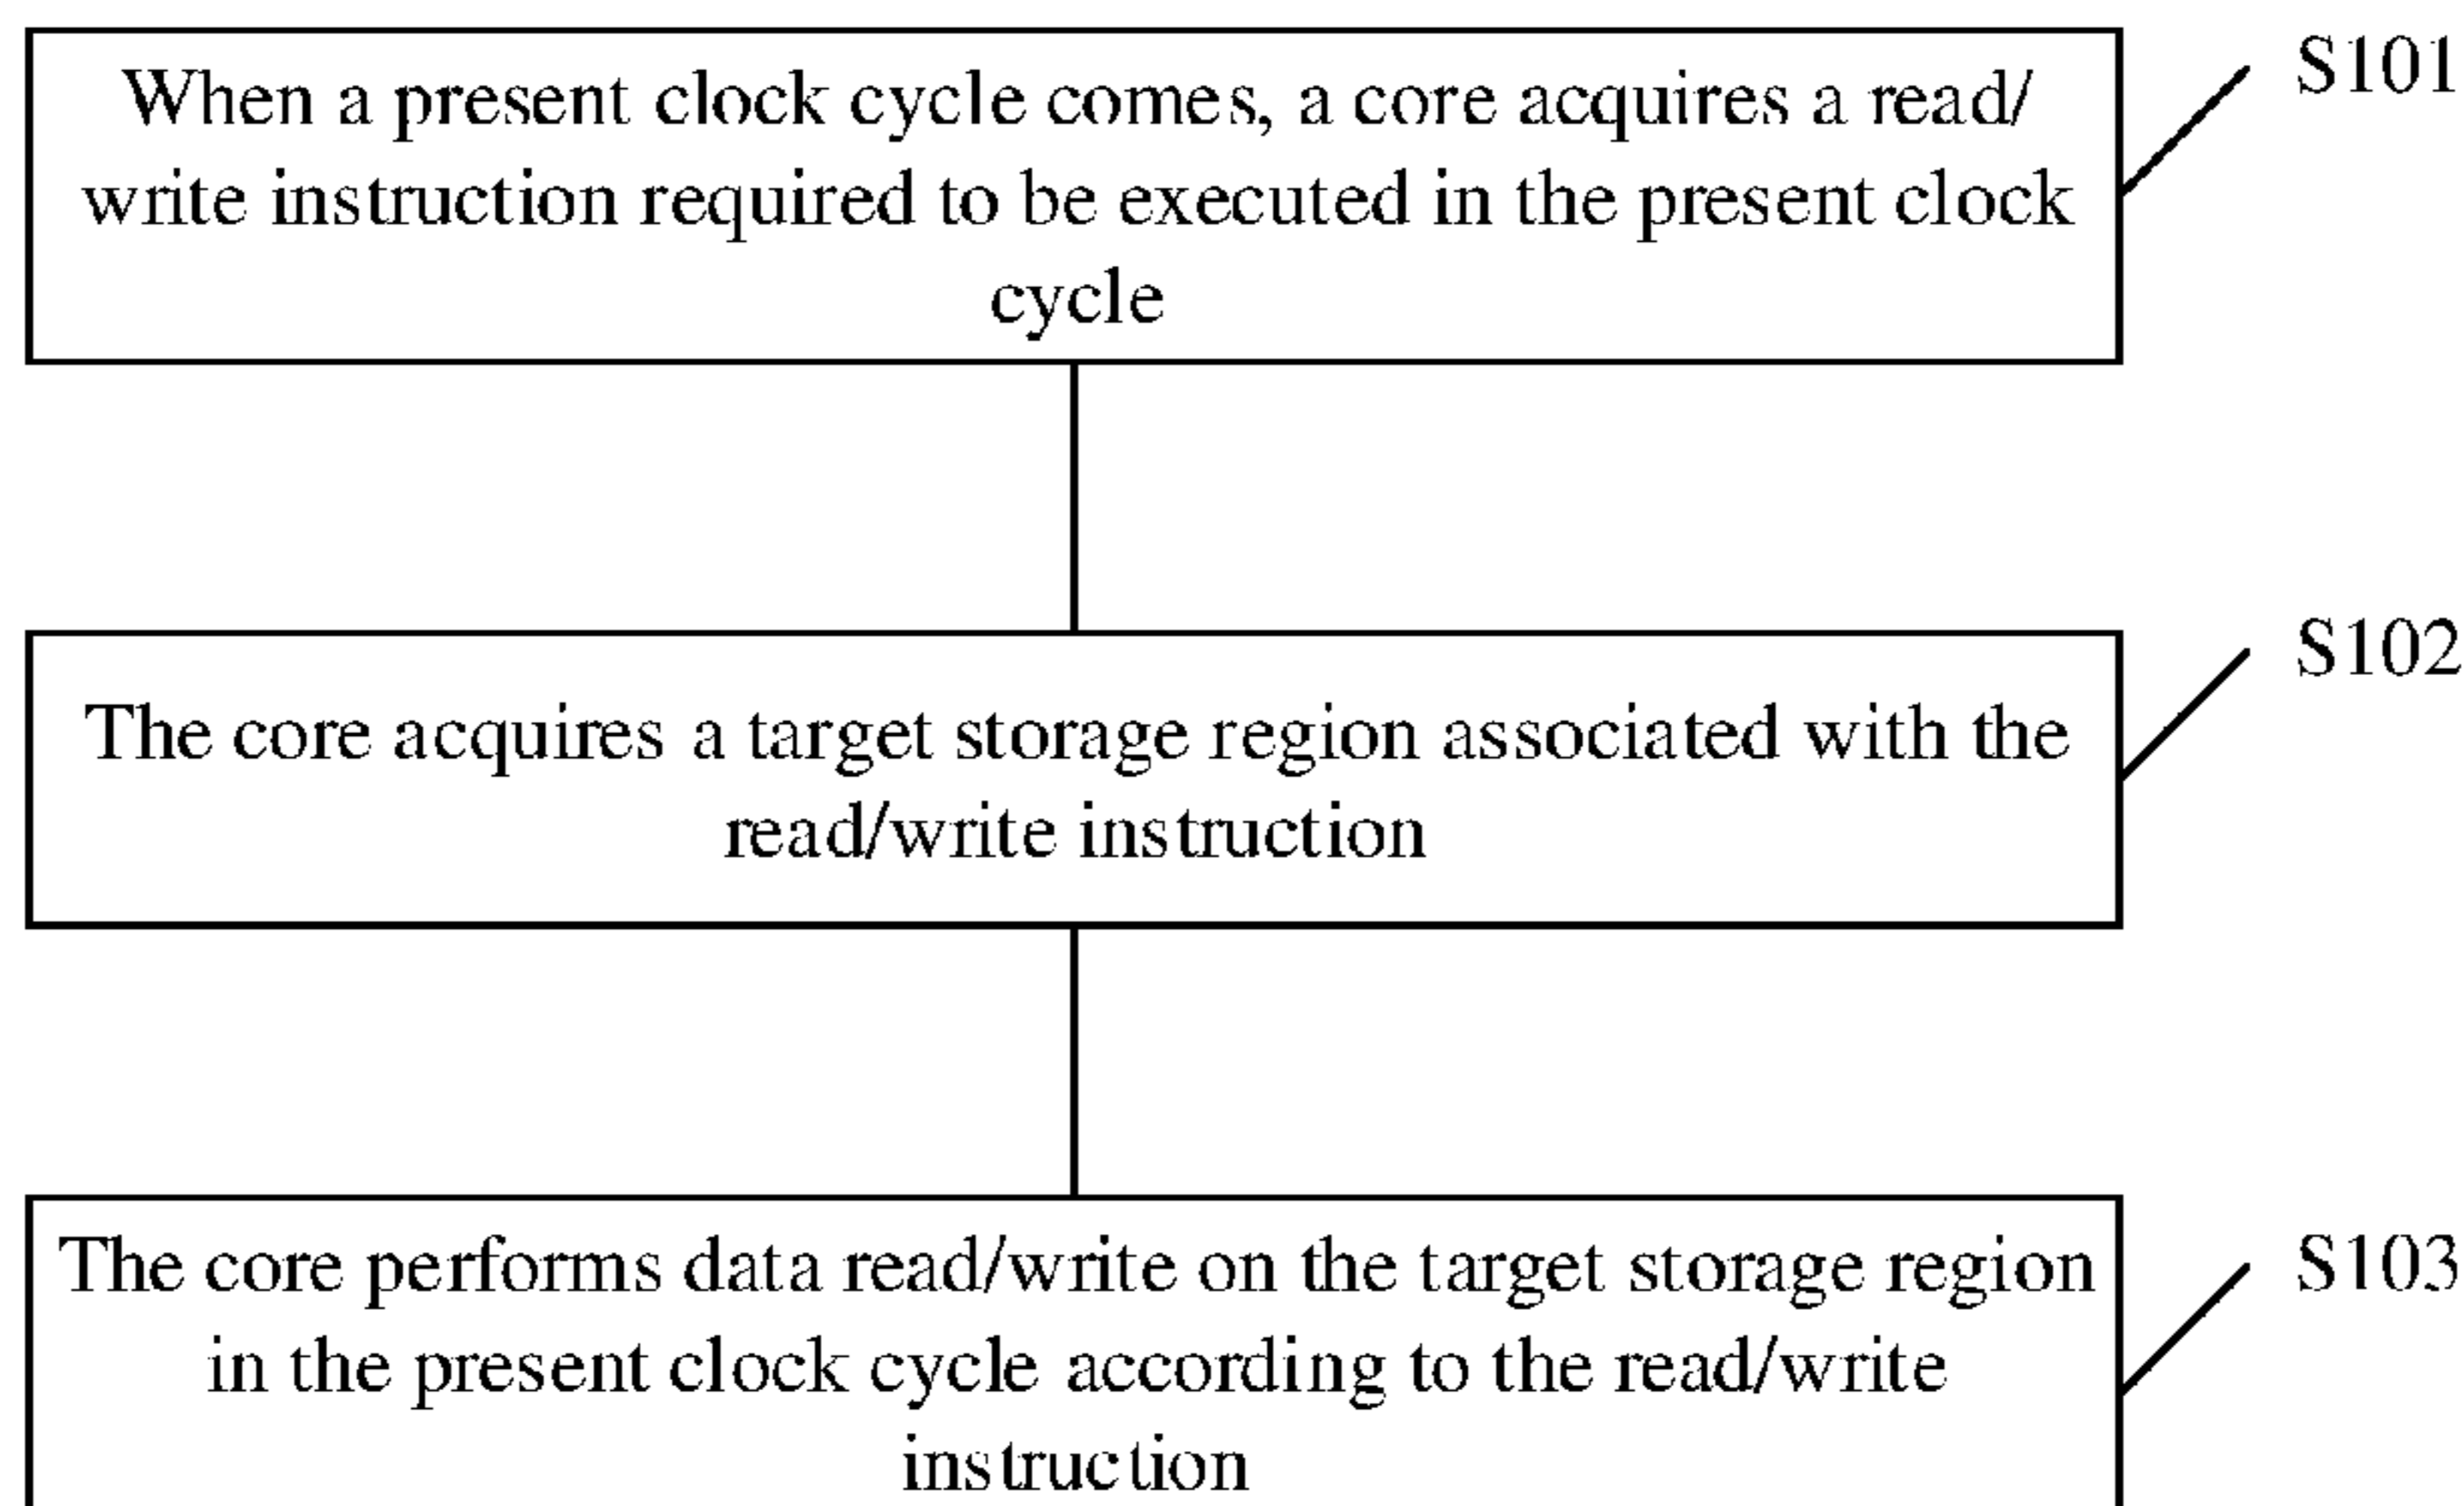 When a present clock cycle comes, a core acquires a read/
write instruction required to be executed in the present clock
cycle
S101
The core acquires a target storage region associated with the
read/write instruction
S102
The core performs data read/write on the target storage region
in the present clock cycle according to the read/write
instruction
S103